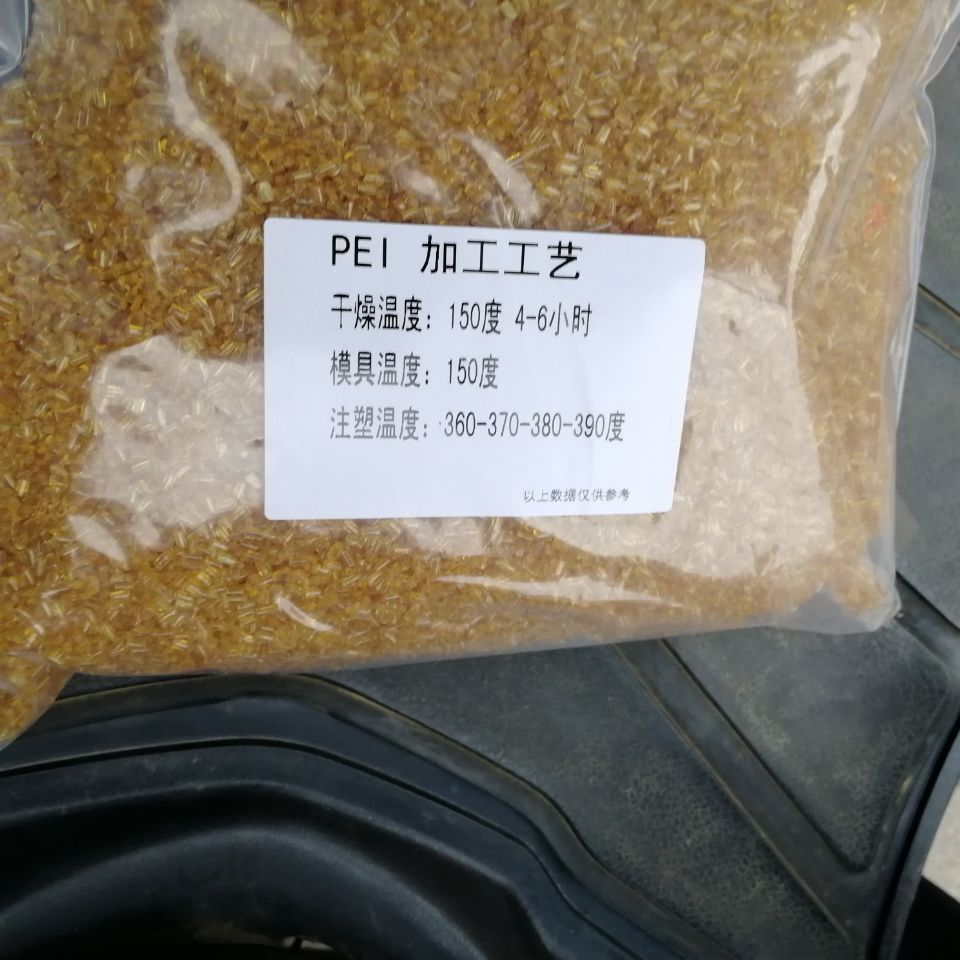 PEI 加工工艺
干燥温度：150度 4-6小时
模具温度：150度
注塑温度：360-370-380-390度
以上数据仅供参考